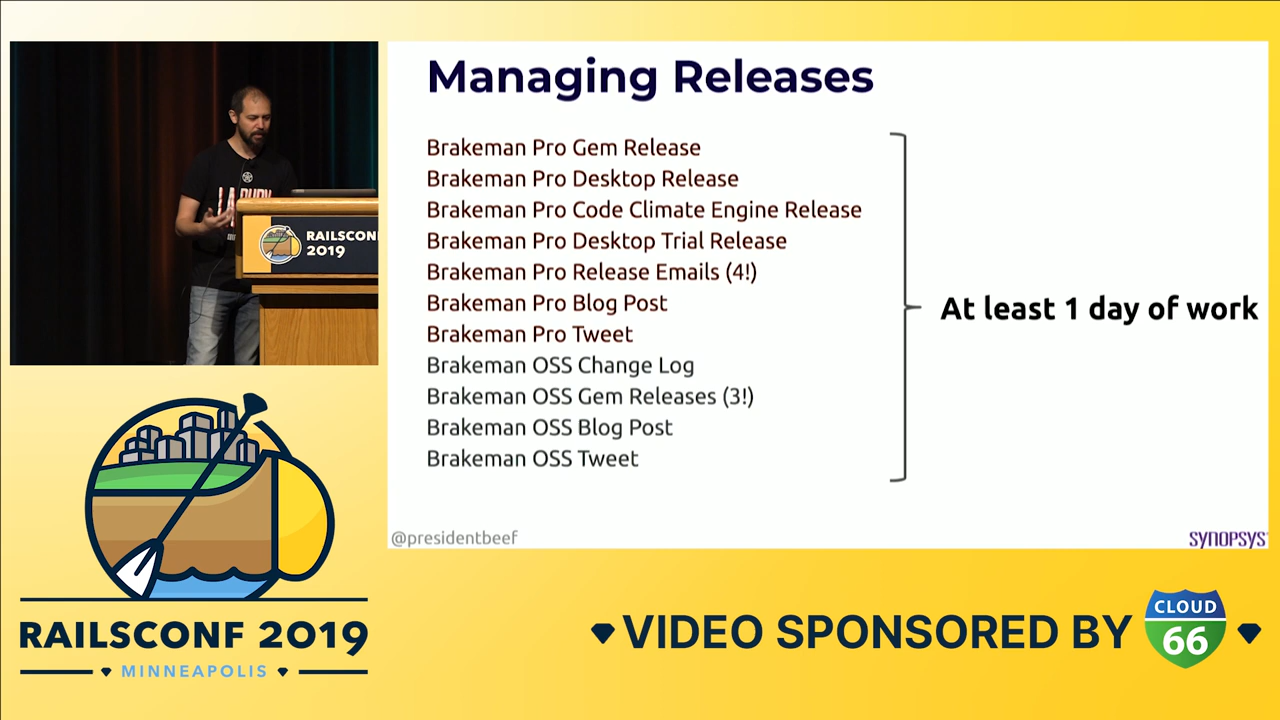 Managing Releases
Brakeman Pro Gem Release
Brakeman Pro Desktop Release
Brakeman Pro Code Climate Engine Release
Brakeman Pro Desktop Trial Release
Brakeman Pro Release Emails (4!)
Brakeman Pro Blog Post
Brakeman Pro Tweet
Brakeman OSS Change Log
Brakeman OSS Gem Releases (3!)
Brakeman OSS Blog Post
Brakeman OSS Tweet
At least 1 day of work
@presidentbeef
SYNOPSYS
RAILSCON
2019
RAILSCONF 2019
MINNEAPOLIS
VIDEO SPONSORED BY
CLOUD
66